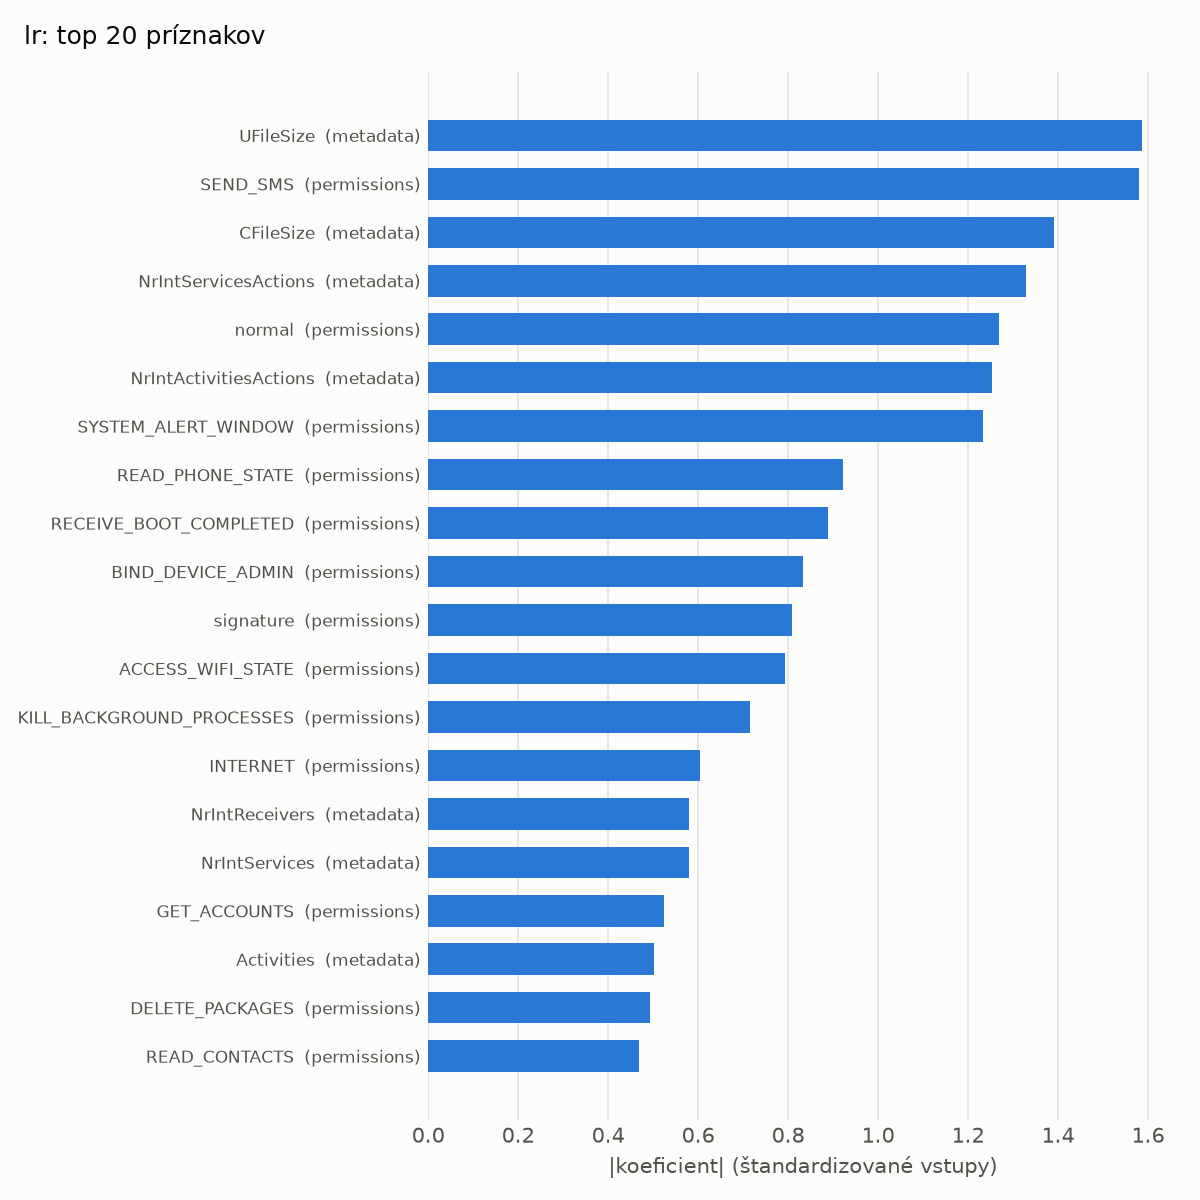 lr: top 20 príznakov
UFileSize (metadata)
SEND_SMS (permissions)
CFileSize (metadata)
NrIntServicesActions (metadata)
normal (permissions)
NrIntActivitiesActions (metadata)
SYSTEM_ALERT_WINDOW (permissions)
READ_PHONE_STATE (permissions)
RECEIVE_BOOT_COMPLETED (permissions)
BIND_DEVICE_ADMIN (permissions)
signature (permissions)
ACCESS_WIFI_STATE (permissions)
KILL_BACKGROUND_PROCESSES (permissions)
INTERNET (permissions)
NrIntReceivers (metadata)
NrIntServices (metadata)
GET_ACCOUNTS (permissions)
Activities (metadata)
DELETE_PACKAGES (permissions)
READ_CONTACTS (permissions)
0.0 0.2 0.4 0.6 0.8 1.0 1.2 1.4 1.6
|koeficient| (štandardizované vstupy)